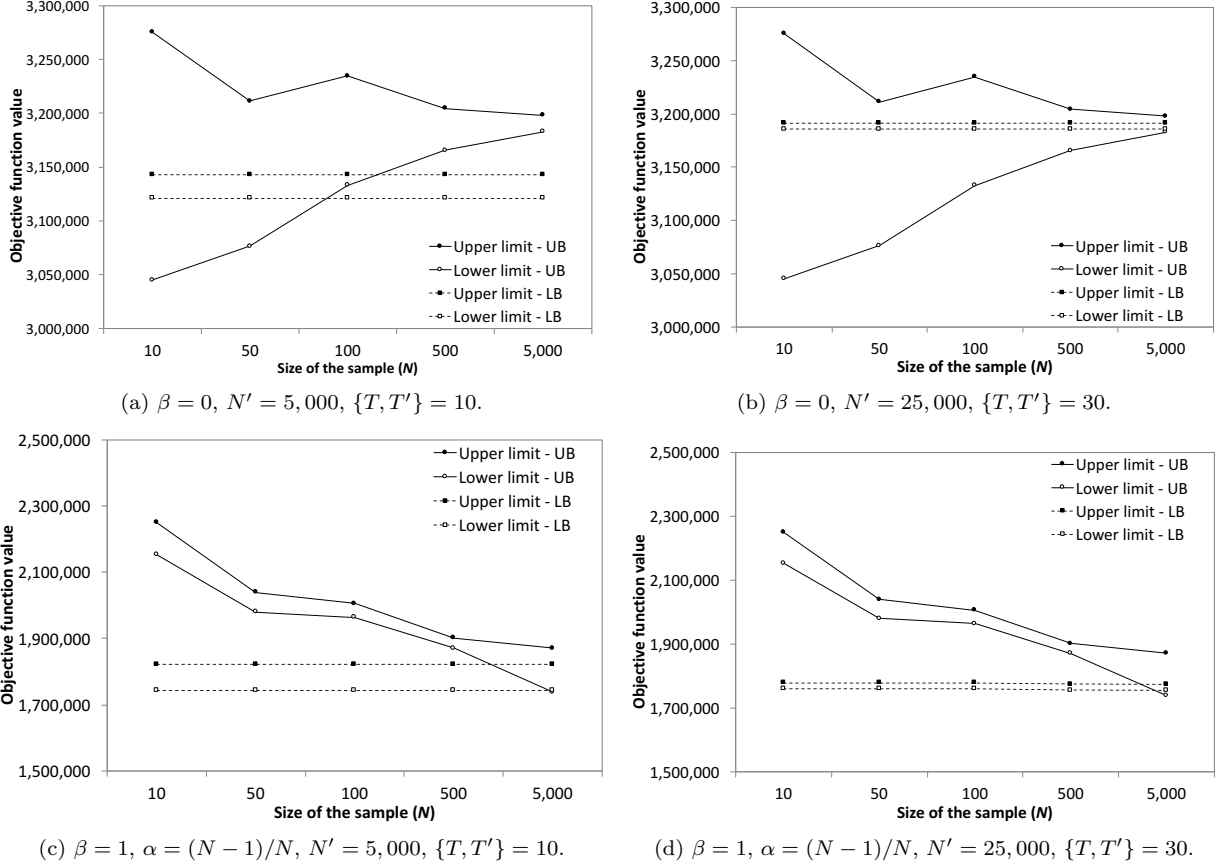 3,300,000
3,250,000
3,200,000
3,150,000
3,100,000
3,050,000
3,000,000
Objective function value
Upper limit - UB
Lower limit - UB
Upper limit - LB
Lower limit - LB
10 50 100 500 5,000
Size of the sample (N)
(a) β = 0, N′ = 5,000, {T, T′} = 10.
3,300,000
3,250,000
3,200,000
3,150,000
3,100,000
3,050,000
3,000,000
Objective function value
Upper limit - UB
Lower limit - UB
Upper limit - LB
Lower limit - LB
10 50 100 500 5,000
Size of the sample (N)
(b) β = 0, N′ = 25,000, {T, T′} = 30.
2,500,000
2,300,000
2,100,000
1,900,000
1,700,000
1,500,000
Objective function value
Upper limit - UB
Lower limit - UB
Upper limit - LB
Lower limit - LB
10 50 100 500 5,000
Size of the sample (N)
(c) β = 1, α = (N − 1)/N, N′ = 5,000, {T, T′} = 10.
2,500,000
2,300,000
2,100,000
1,900,000
1,700,000
1,500,000
Objective function value
Upper limit - UB
Lower limit - UB
Upper limit - LB
Lower limit - LB
10 50 100 500 5,000
Size of the sample (N)
(d) β = 1, α = (N − 1)/N, N′ = 25,000, {T, T′} = 30.